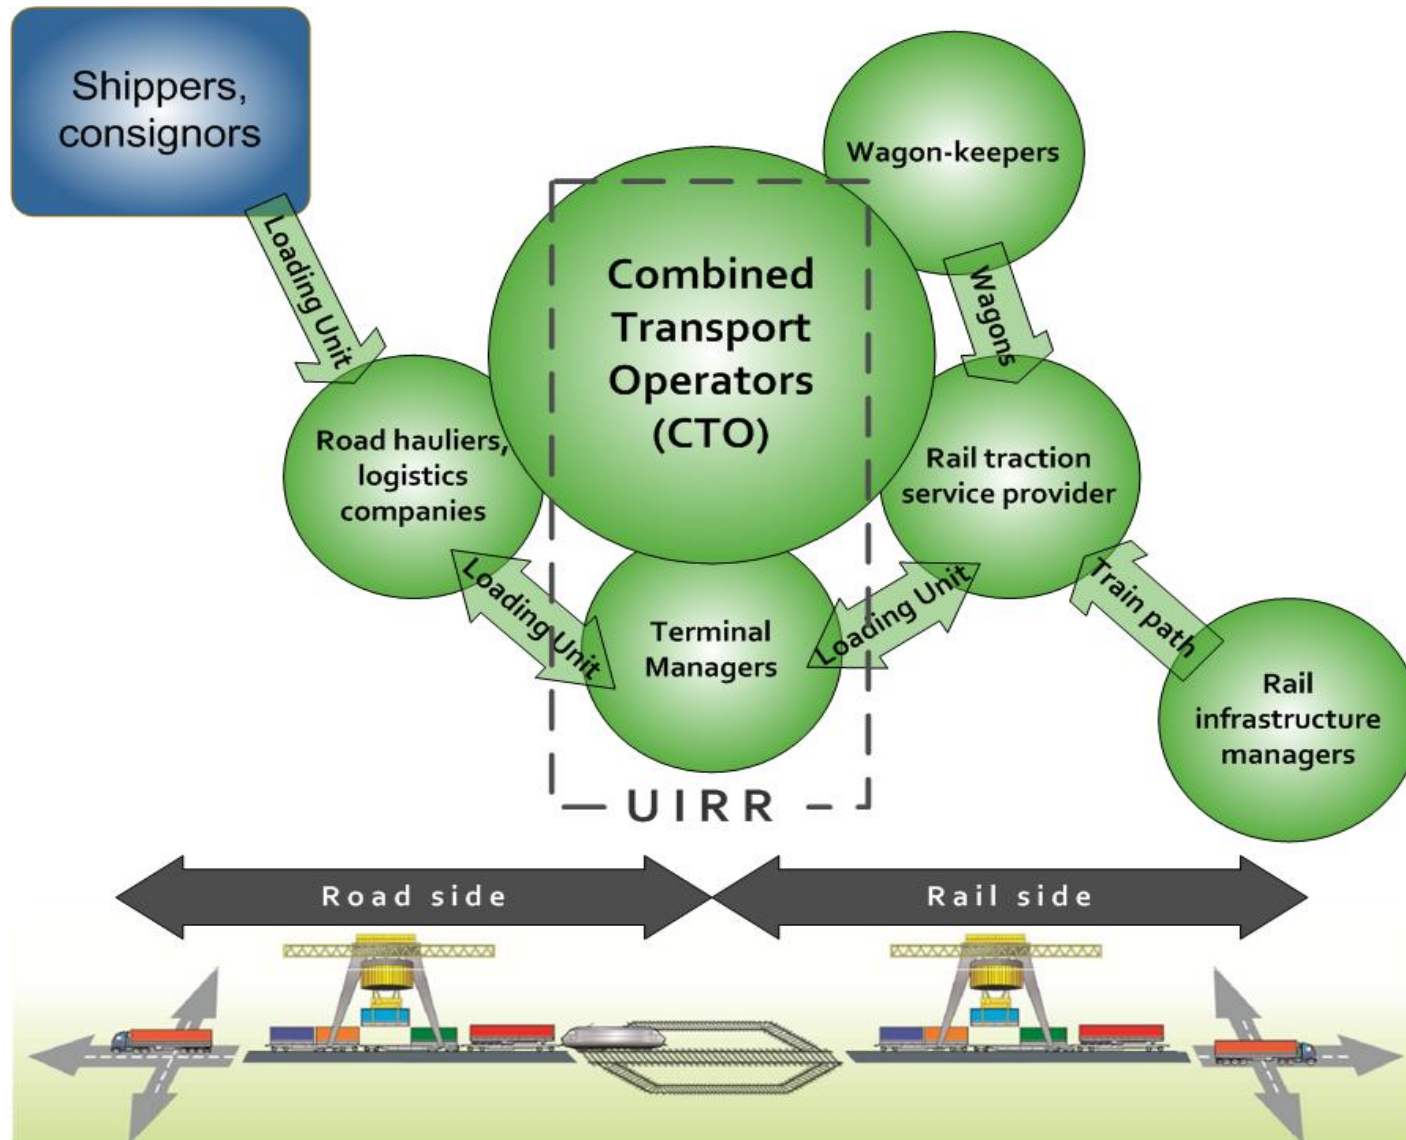 Shippers,
consignors
Loading Unit
Wagon-keepers
Combined
Transport
Operators
(CTO)
Wagons
Road hauliers,
logistics
companies
Rail traction
service provider
Loading Unit
Terminal
Managers
Loading Unit
Train path
Rail
infrastructure
managers
UIRR
Road side
Rail side